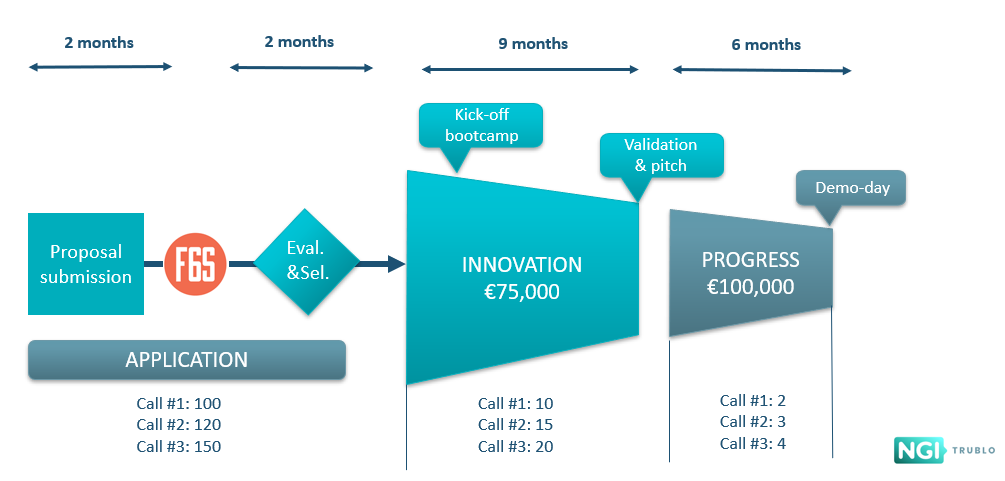 2 months
2 months
9 months
6 months
Kick-off
bootcamp
Validation
& pitch
Demo-day
Proposal
submission
F6S
Eval.
&Sel.
INNOVATION
€75,000
PROGRESS
€100,000
APPLICATION
Call #1: 100
Call #2: 120
Call #3: 150
Call #1: 10
Call #2: 15
Call #3: 20
Call #1: 2
Call #2: 3
Call #3: 4
NGI TRUBLO